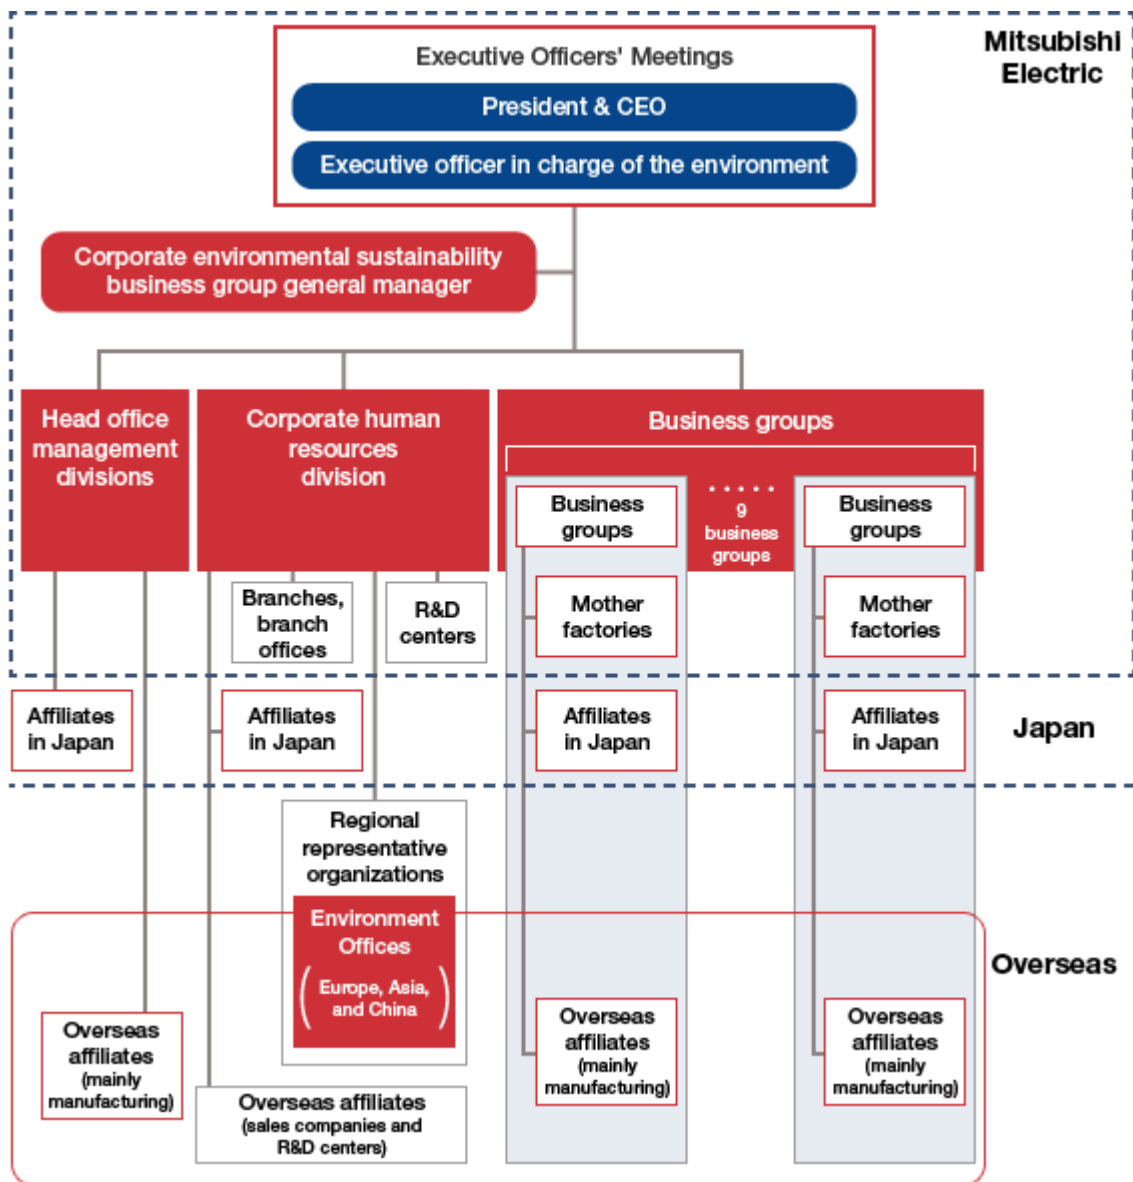 Mitsubishi
Electric
Executive Officers' Meetings
President & CEO
Executive officer in charge of the environment
Corporate environmental sustainability
business group general manager
Head office
management
divisions
Corporate human
resources
division
Business groups
Business
groups
.....
9
business
groups
Business
groups
Branches,
branch
offices
R&D
centers
Mother
factories
Mother
factories
Affiliates
in Japan
Affiliates
in Japan
Affiliates
in Japan
Affiliates
in Japan
Japan
Regional
representative
organizations
Environment
Offices
(Europe, Asia,
and China)
Overseas
Overseas
affiliates
(mainly
manufacturing)
Overseas affiliates
(sales companies and
R&D centers)
Overseas
affiliates
(mainly
manufacturing)
Overseas
affiliates
(mainly
manufacturing)